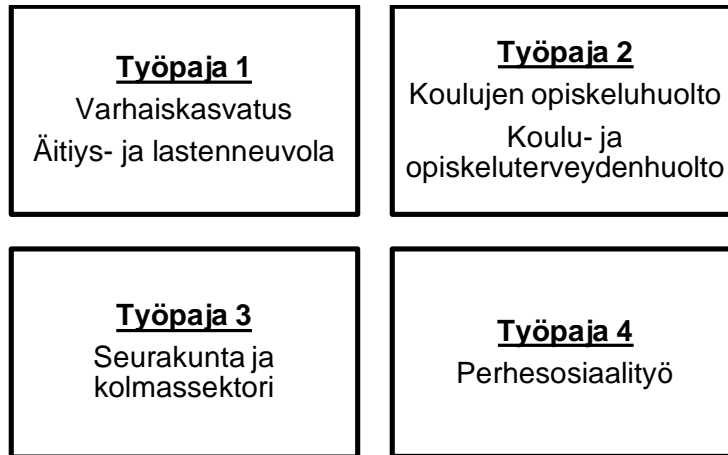 Työpaja 1
Varhaiskasvatus
Äitiys- ja lastenneuvola
Työpaja 2
Koulujen opiskeluhuolto
Koulu- ja
opiskeluterveydenhuolto
Työpaja 3
Seurakunta ja
kolmassektori
Työpaja 4
Perhesosiaalityö